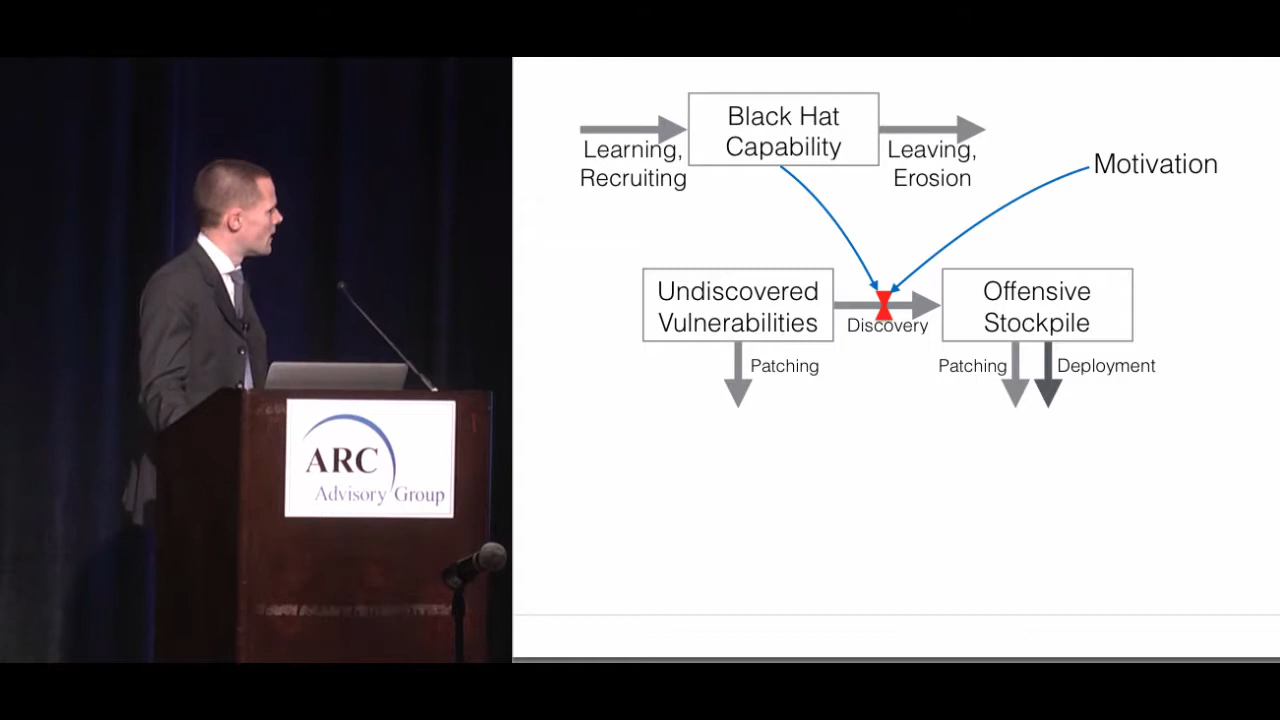 Black Hat
Capability
Learning,
Recruiting
Leaving,
Erosion
Motivation
Undiscovered
Vulnerabilities
Discovery
Offensive
Stockpile
Patching
Patching
Deployment
ARC
Advisory Group